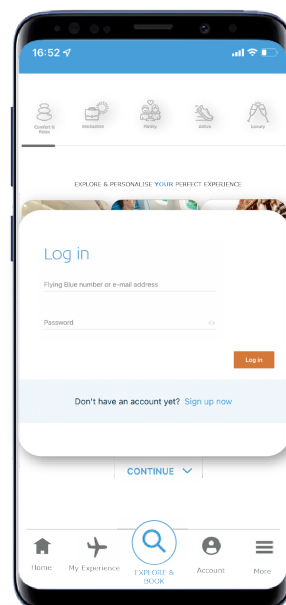 16:52
Comfort & Relax
Destination
Family
Active
Luxury
EXPLORE & PERSONALISE YOUR PERFECT EXPERIENCE
Log in
Flying Blue number or e-mail address
Password
Log in
Don't have an account yet? Sign up now
CONTINUE
Home
My Experience
EXPLORE &
BOOK
Account
More